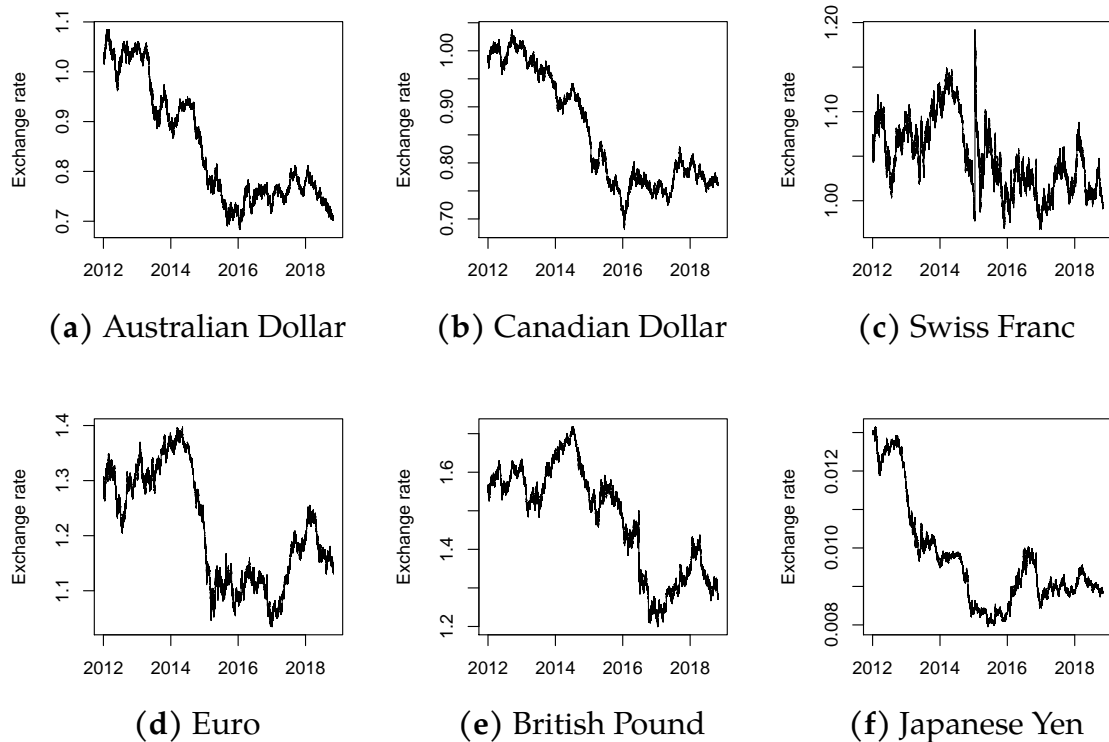 Exchange rate
1.1
1.0
0.9
0.8
0.7
2012 2014 2016 2018
(a) Australian Dollar
Exchange rate
1.00
0.90
0.80
0.70
2012 2014 2016 2018
(b) Canadian Dollar
Exchange rate
1.20
1.10
1.00
2012 2014 2016 2018
(c) Swiss Franc
Exchange rate
1.4
1.3
1.2
1.1
2012 2014 2016 2018
(d) Euro
Exchange rate
1.6
1.4
1.2
2012 2014 2016 2018
(e) British Pound
Exchange rate
0.012
0.010
0.008
2012 2014 2016 2018
(f) Japanese Yen